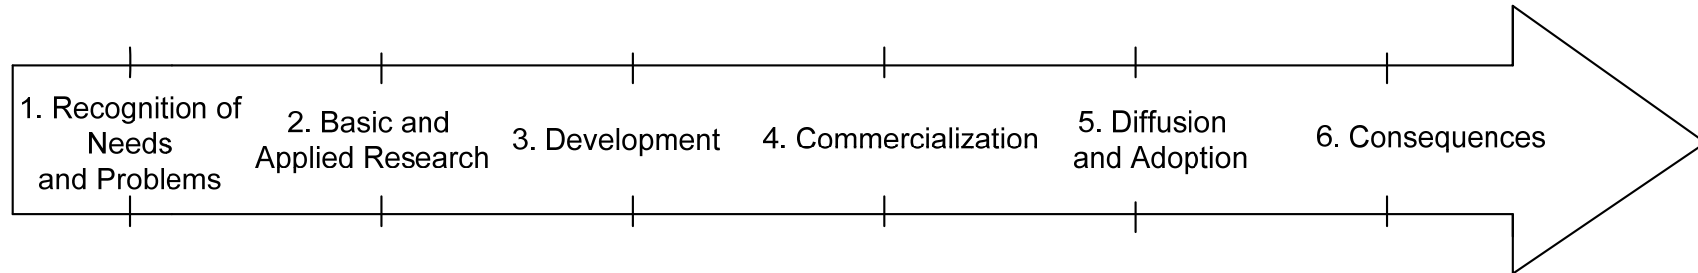 1. Recognition of
Needs
and Problems
2. Basic and
Applied Research
3. Development
4. Commercialization
5. Diffusion
and Adoption
6. Consequences